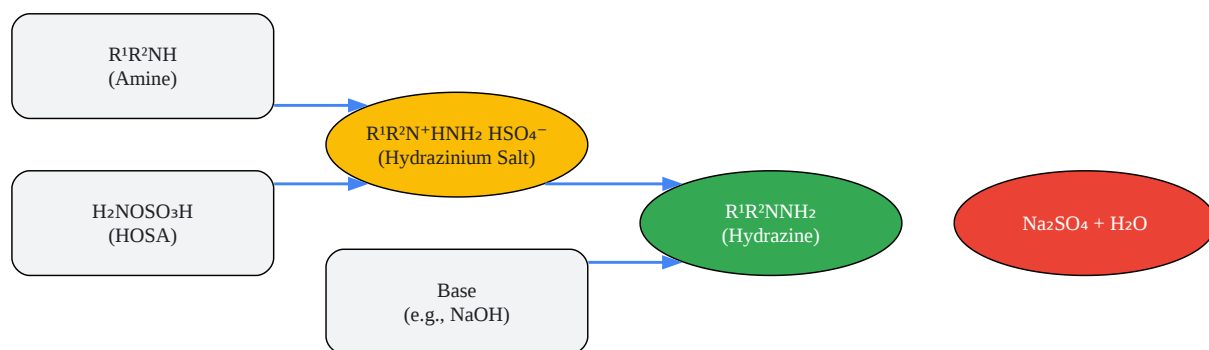 R¹R²NH
(Amine)
H₂NOSO₃H
(HOSA)
R¹R²N⁺HNH₂ HSO₄⁻
(Hydrazinium Salt)
Base
(e.g., NaOH)
R¹R²NNH₂
(Hydrazine)
Na₂SO₄ + H₂O